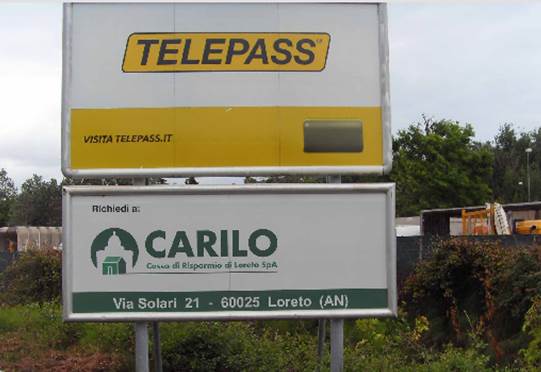 TELEPASS
VISITA TELEPASS.IT
Richiedi a:
CARILO
Cassa di Risparmio di Loreto SpA
Via Solari 21 - 60025 Loreto (AN)